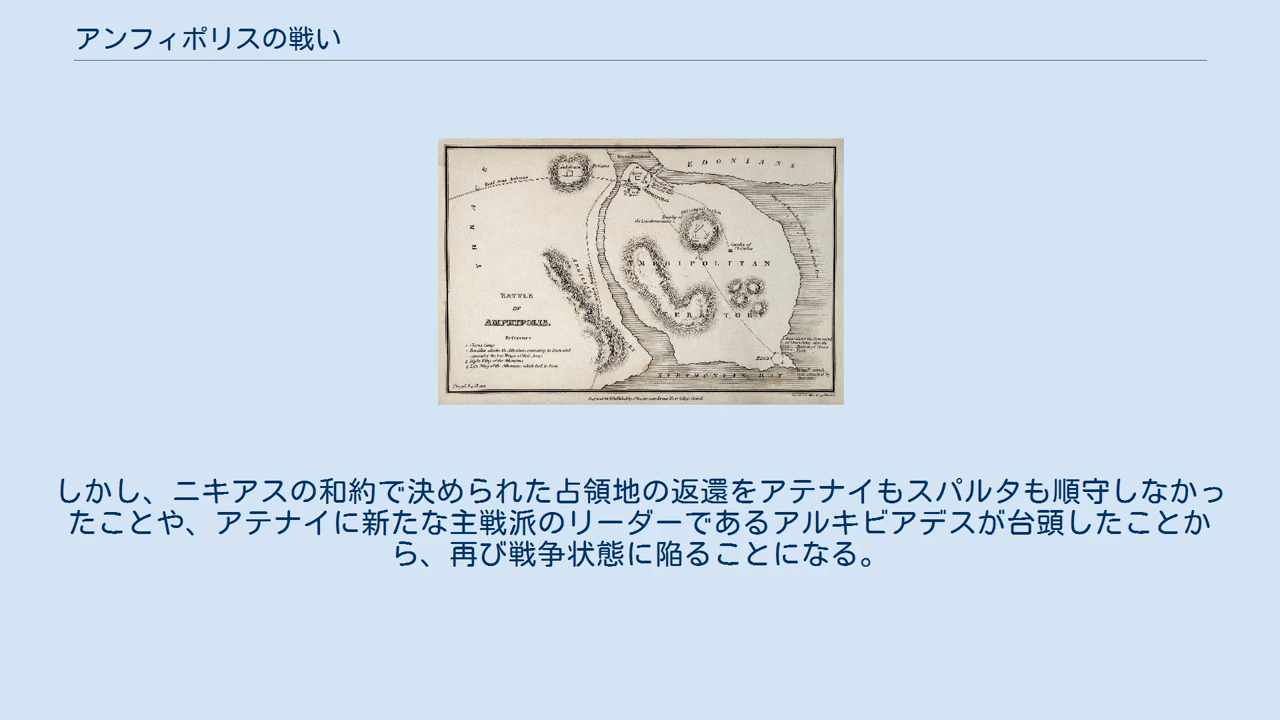 アンフィポリスの戦い
EDONIANS
THRACE
AMPHIPOLITAN
TERRITORY
BATTLE
OF
AMPHIPOLIS.
References
EION
STRYMONIAN BAY
しかし、ニキアスの和約で決められた占領地の返還をアテナイもスパルタも順守しなかっ
たことや、アテナイに新たな主戦派のリーダーであるアルキビアデスが台頭したことか
ら、再び戦争状態に陥ることになる。